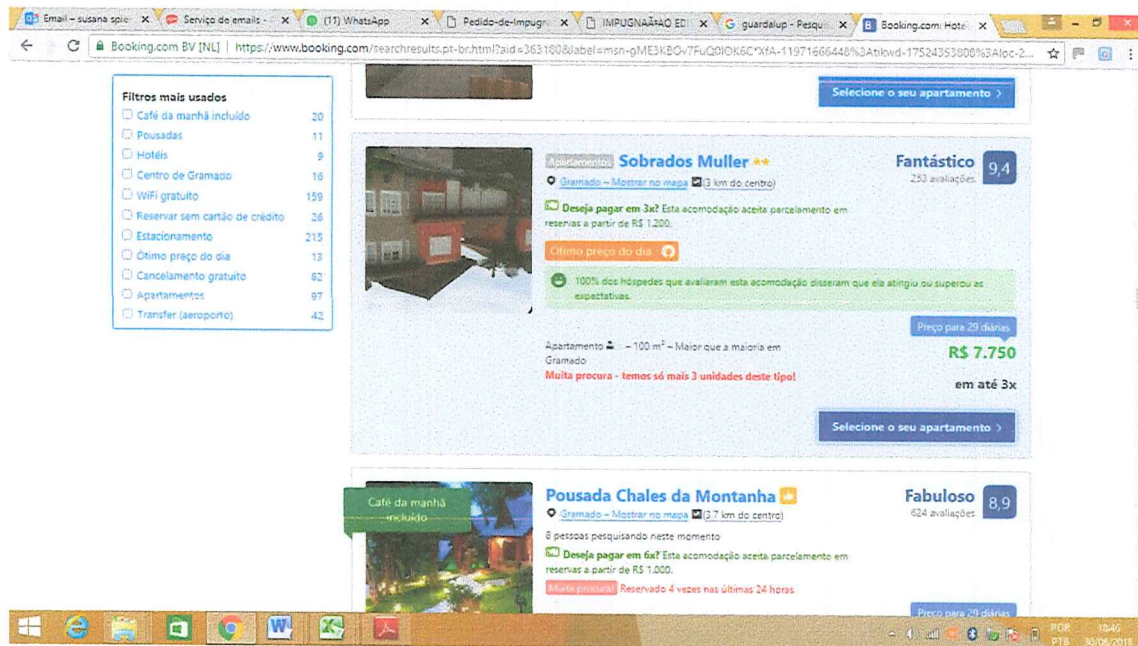 Email – susana spie
Serviço de emails -
(11) WhatsApp
Pedido-de-Impugn
IMPUGNAÃ‡AO EDI
guardalup - Pesqui
Booking.com: Hote
Booking.com BV [NL] | https://www.booking.com/searchresults.pt-br.html?aid=363180&label=
Selecione o seu apartamento >
Filtros mais usados
Café da manhã incluído 20
Pousadas 11
Hotéis 9
Centro de Gramado 16
WiFi gratuito 159
Reservar sem cartão de crédito 26
Estacionamento 215
Ótimo preço do dia 13
Cancelamento gratuito 82
Apartamentos 97
Transfer (aeroporto) 42
Apartamentos Sobrados Muller
Gramado – Mostrar no mapa (3 km do centro)
Deseja pagar em 3x? Esta acomodação aceita parcelamento em
reservas a partir de R$ 1.200.
Ótimo preço do dia
Fantástico 9,4
253 avaliações
100% dos hóspedes que avaliaram esta acomodação disseram que ela atingiu ou superou as
expectativas.
Preço para 29 diárias
Apartamento – 100 m² – Maior que a maioria em
Gramado
Muita procura - temos só mais 3 unidades deste tipo!
R$ 7.750
em até 3x
Selecione o seu apartamento >
Café da manhã
incluído
Pousada Chales da Montanha
Gramado – Mostrar no mapa (3,7 km do centro)
8 pessoas pesquisando neste momento
Deseja pagar em 6x? Esta acomodação aceita parcelamento em
reservas a partir de R$ 1.000.
Muita procura! Reservado 4 vezes nas últimas 24 horas
Fabuloso 8,9
624 avaliações
Preço para 29 diárias
POR 18:46
PTB 30/08/2018